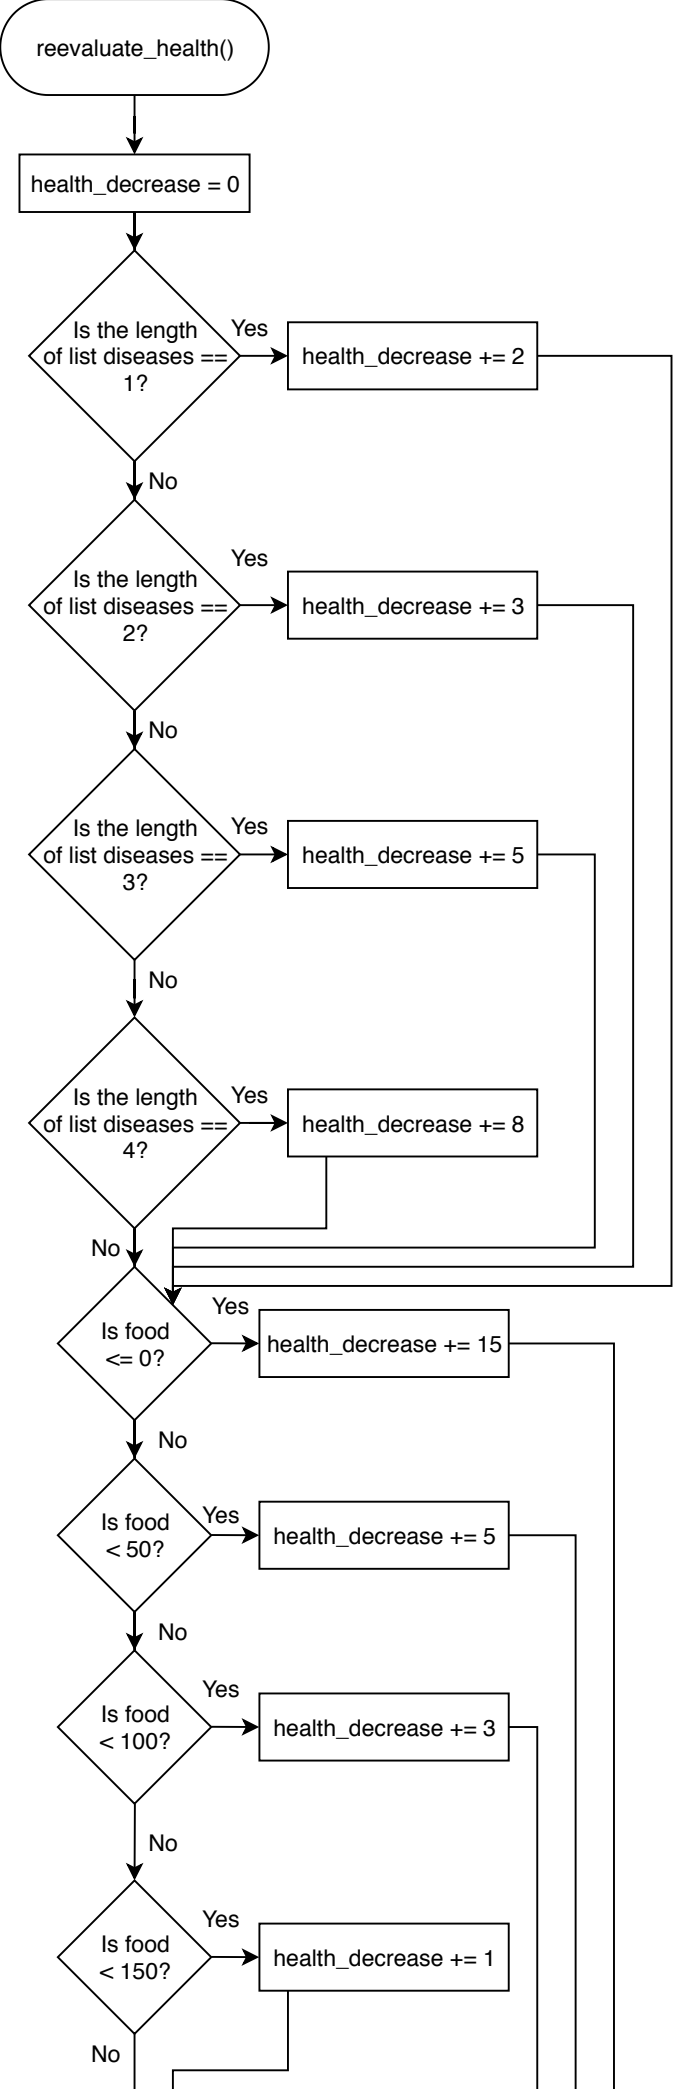 reevaluate_health()
health_decrease = 0
Is the length
of list diseases ==
1?
Yes
health_decrease += 2
No
Is the length
of list diseases ==
2?
Yes
health_decrease += 3
No
Is the length
of list diseases ==
3?
Yes
health_decrease += 5
No
Is the length
of list diseases ==
4?
Yes
health_decrease += 8
No
Is food
<= 0?
Yes
health_decrease += 15
No
Is food
< 50?
Yes
health_decrease += 5
No
Is food
< 100?
Yes
health_decrease += 3
No
Is food
< 150?
Yes
health_decrease += 1
No